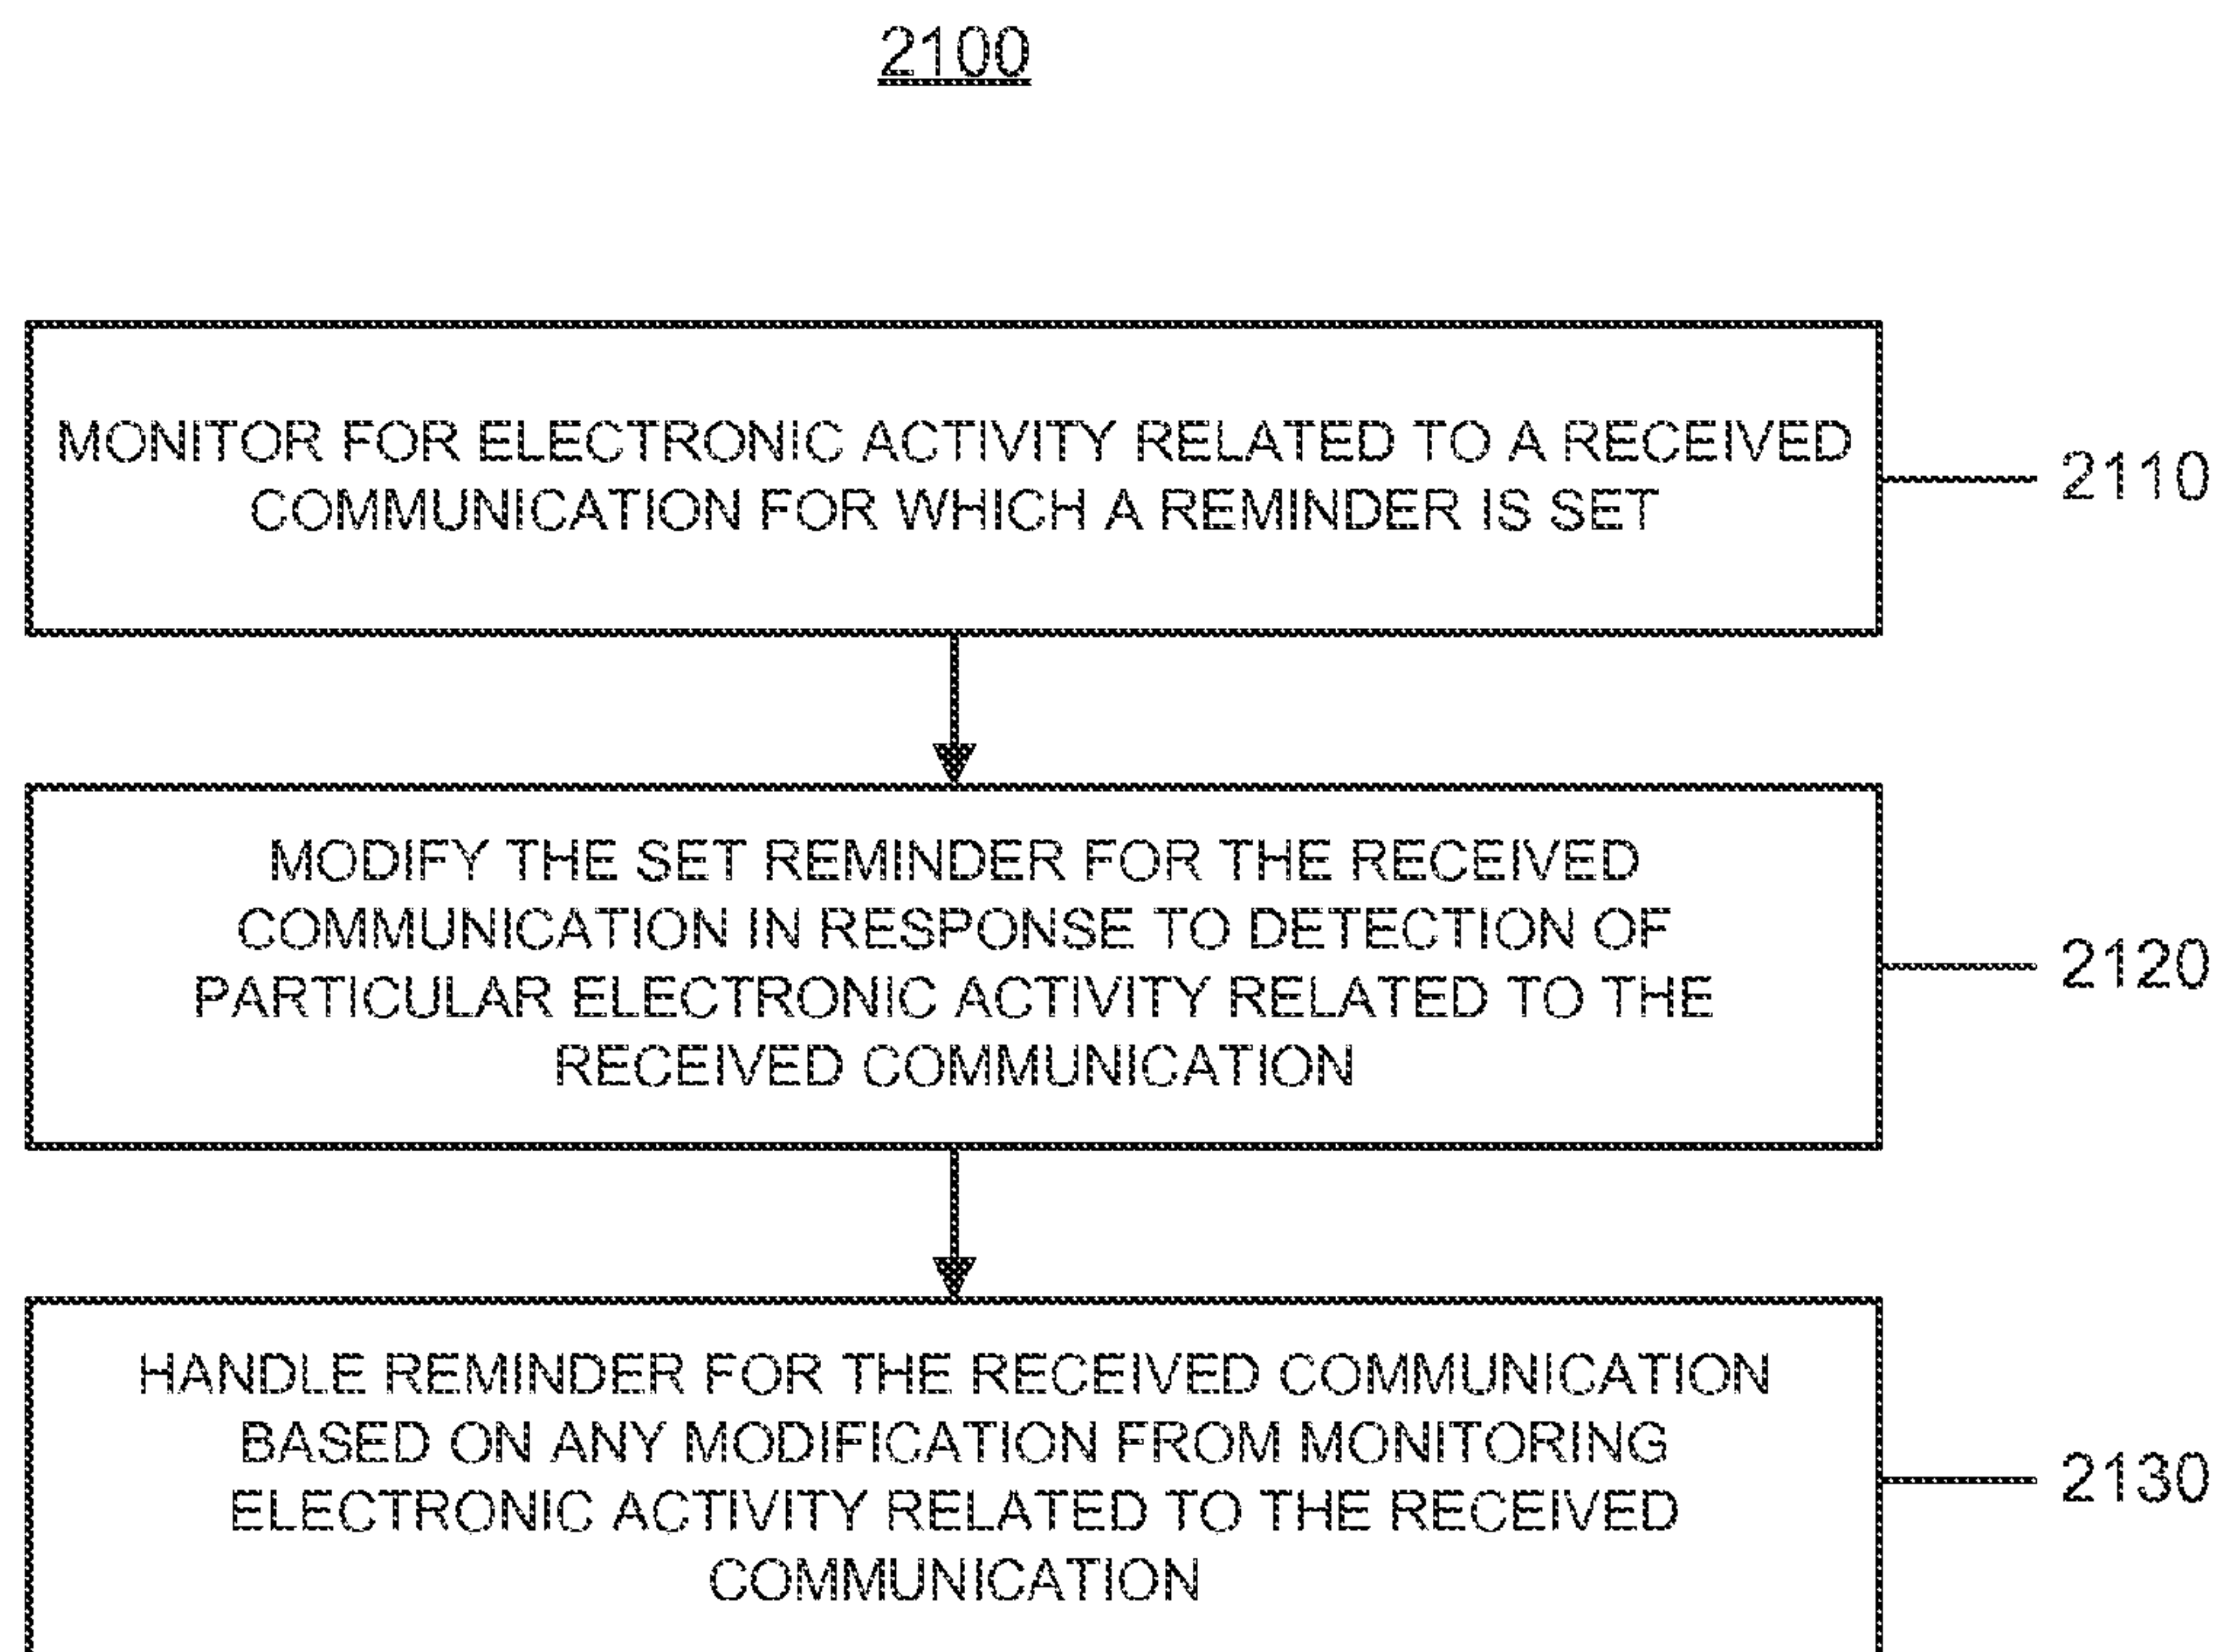 2100
MONITOR FOR ELECTRONIC ACTIVITY RELATED TO A RECEIVED
COMMUNICATION FOR WHICH A REMINDER IS SET
2110
MODIFY THE SET REMINDER FOR THE RECEIVED
COMMUNICATION IN RESPONSE TO DETECTION OF
PARTICULAR ELECTRONIC ACTIVITY RELATED TO THE
RECEIVED COMMUNICATION
2120
HANDLE REMINDER FOR THE RECEIVED COMMUNICATION
BASED ON ANY MODIFICATION FROM MONITORING
ELECTRONIC ACTIVITY RELATED TO THE RECEIVED
COMMUNICATION
2130